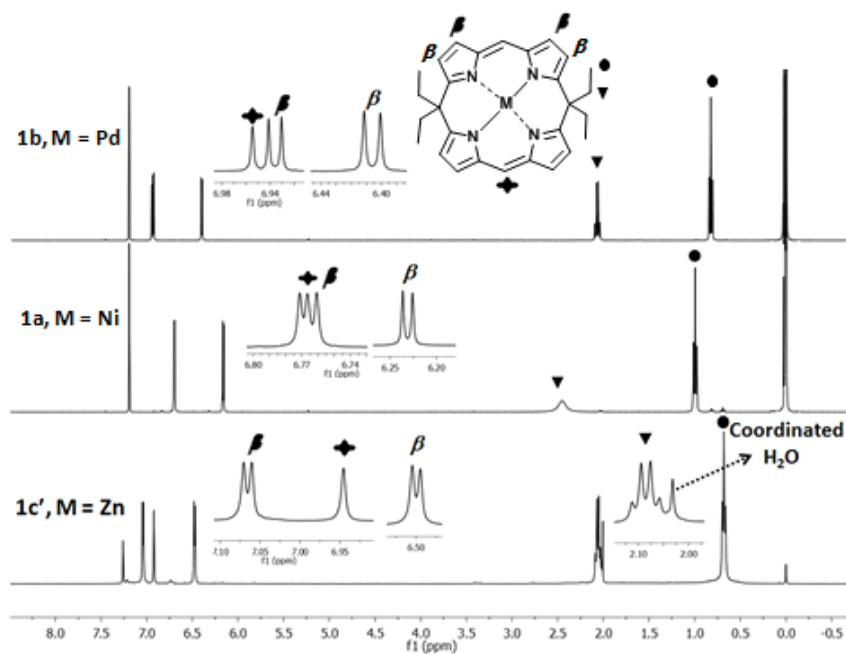 β β
β β
N N
M
N N
1b, M = Pd
β
β
6.98 6.94
f1 (ppm)
6.44 6.40
1a, M = Ni
β
β
6.80 6.77 6.74
f1 (ppm)
6.25 6.20
1c’, M = Zn
β
β
Coordinated
H₂O
7.10 7.05 7.00 6.95
f1 (ppm)
6.50
2.10 2.00
8.0 7.5 7.0 6.5 6.0 5.5 5.0 4.5 4.0 3.5 3.0 2.5 2.0 1.5 1.0 0.5 0.0 -0.5
f1 (ppm)